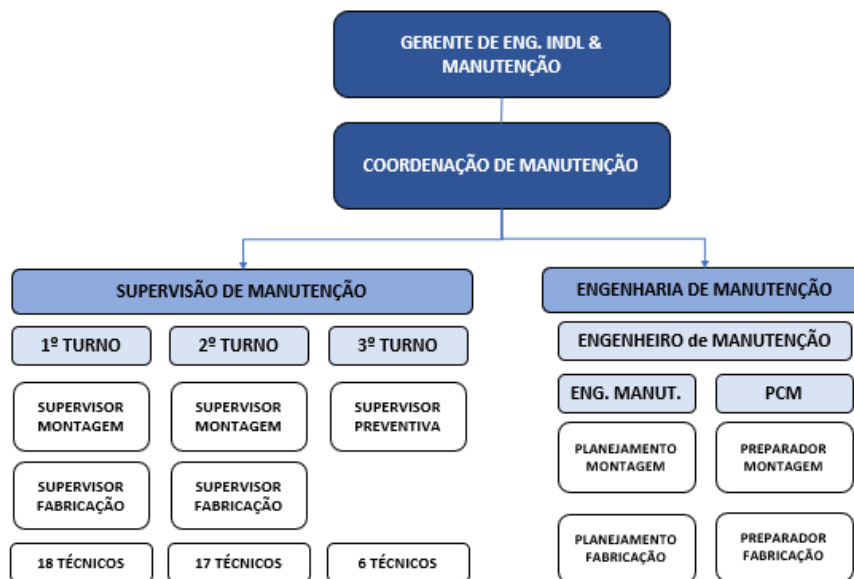 GERENTE DE ENG. INDL &
MANUTENÇÃO
COORDENAÇÃO DE MANUTENÇÃO
SUPERVISÃO DE MANUTENÇÃO
1º TURNO
2º TURNO
3º TURNO
SUPERVISOR
MONTAGEM
SUPERVISOR
MONTAGEM
SUPERVISOR
PREVENTIVA
SUPERVISOR
FABRICAÇÃO
SUPERVISOR
FABRICAÇÃO
18 TÉCNICOS
17 TÉCNICOS
6 TÉCNICOS
ENGENHARIA DE MANUTENÇÃO
ENGENHEIRO de MANUTENÇÃO
ENG. MANUT.
PCM
PLANEJAMENTO
MONTAGEM
PREPARADOR
MONTAGEM
PLANEJAMENTO
FABRICAÇÃO
PREPARADOR
FABRICAÇÃO